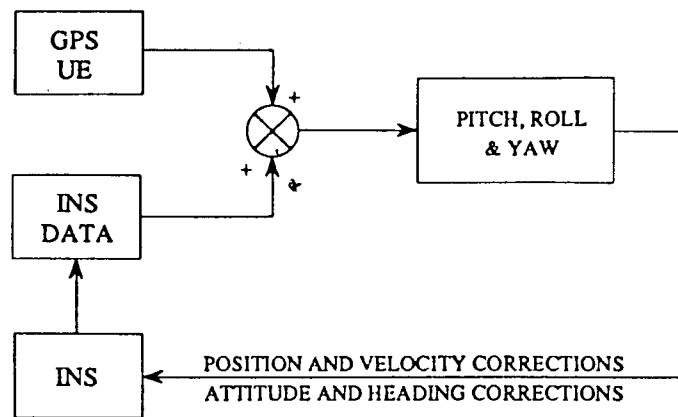 GPS
UE
+
PITCH, ROLL
& YAW
+
INS
DATA
INS
POSITION AND VELOCITY CORRECTIONS
ATTITUDE AND HEADING CORRECTIONS